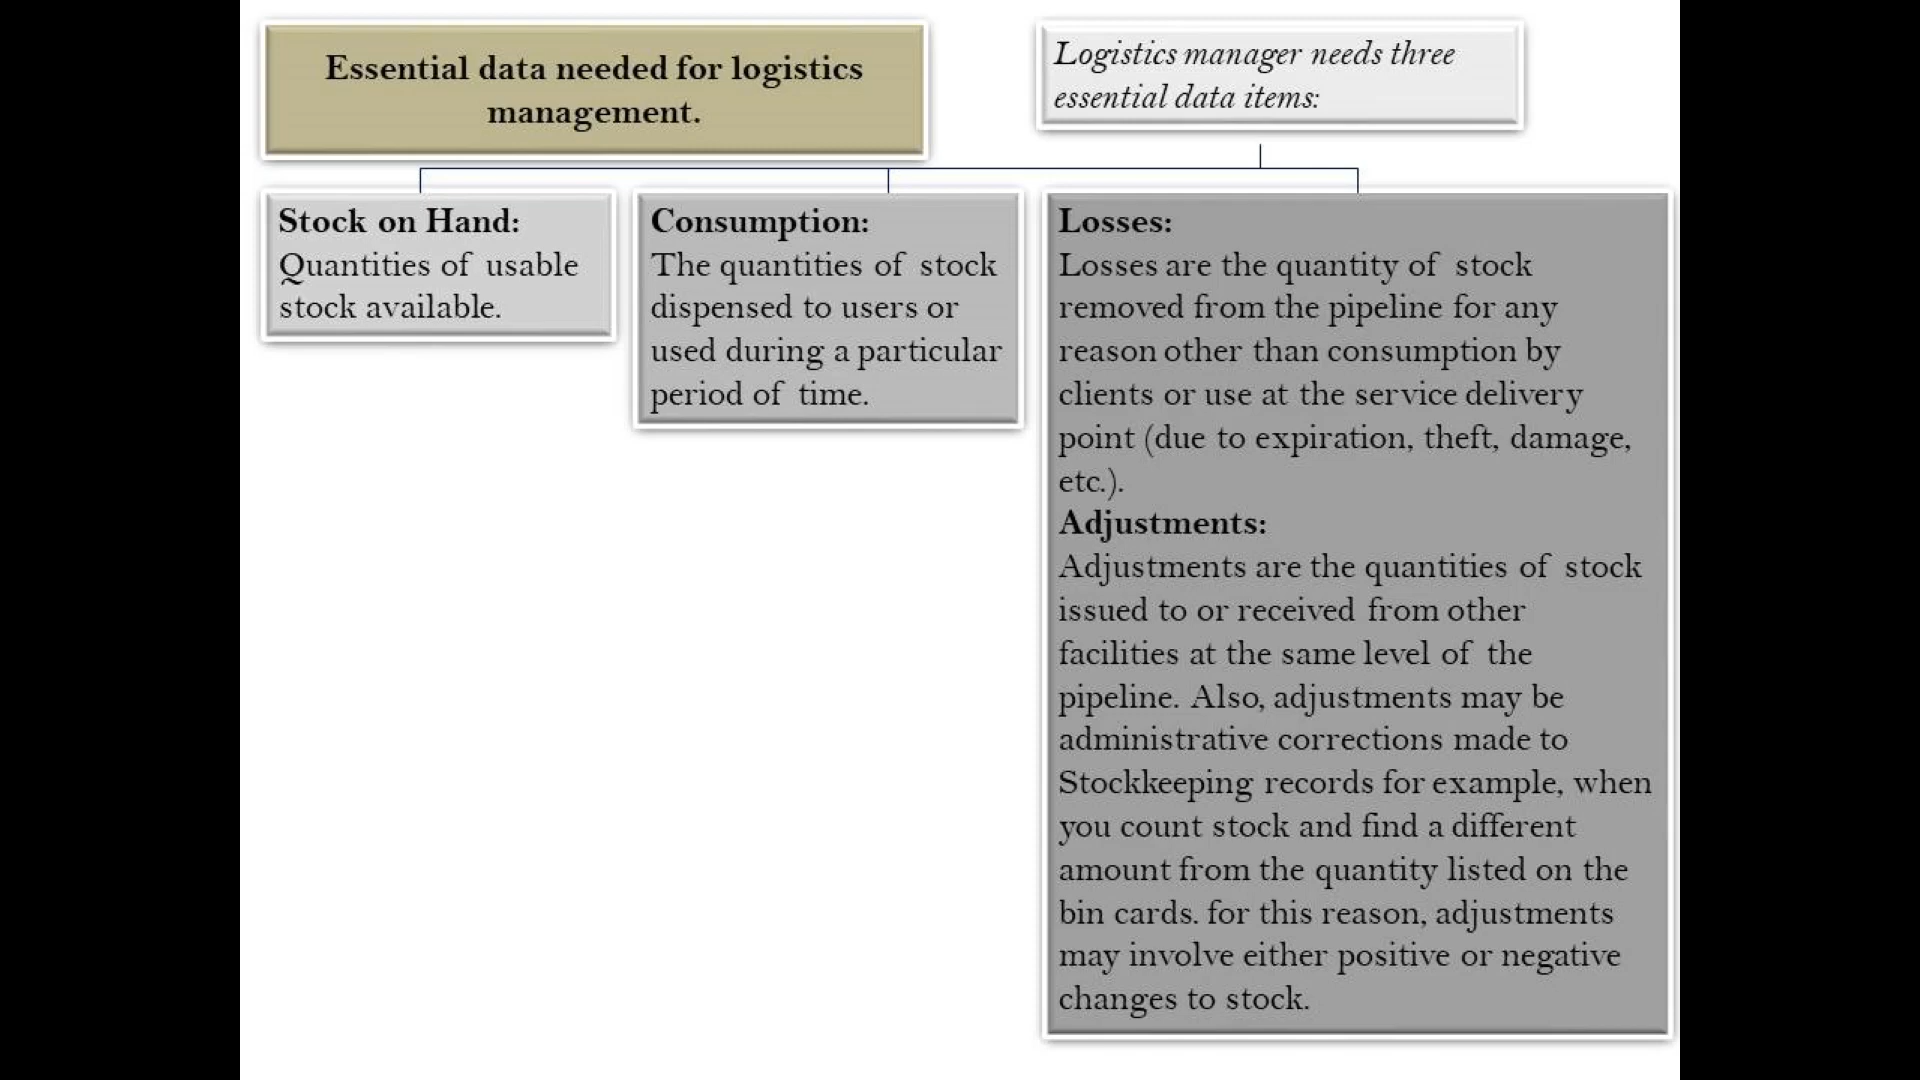 Essential data needed for logistics
management.
Logistics manager needs three
essential data items:
Stock on Hand:
Quantities of usable
stock available.
Consumption:
The quantities of stock
dispensed to users or
used during a particular
period of time.
Losses:
Losses are the quantity of stock
removed from the pipeline for any
reason other than consumption by
clients or use at the service delivery
point (due to expiration, theft, damage,
etc.).
Adjustments:
Adjustments are the quantities of stock
issued to or received from other
facilities at the same level of the
pipeline. Also, adjustments may be
administrative corrections made to
Stockkeeping records for example, when
you count stock and find a different
amount from the quantity listed on the
bin cards. for this reason, adjustments
may involve either positive or negative
changes to stock.